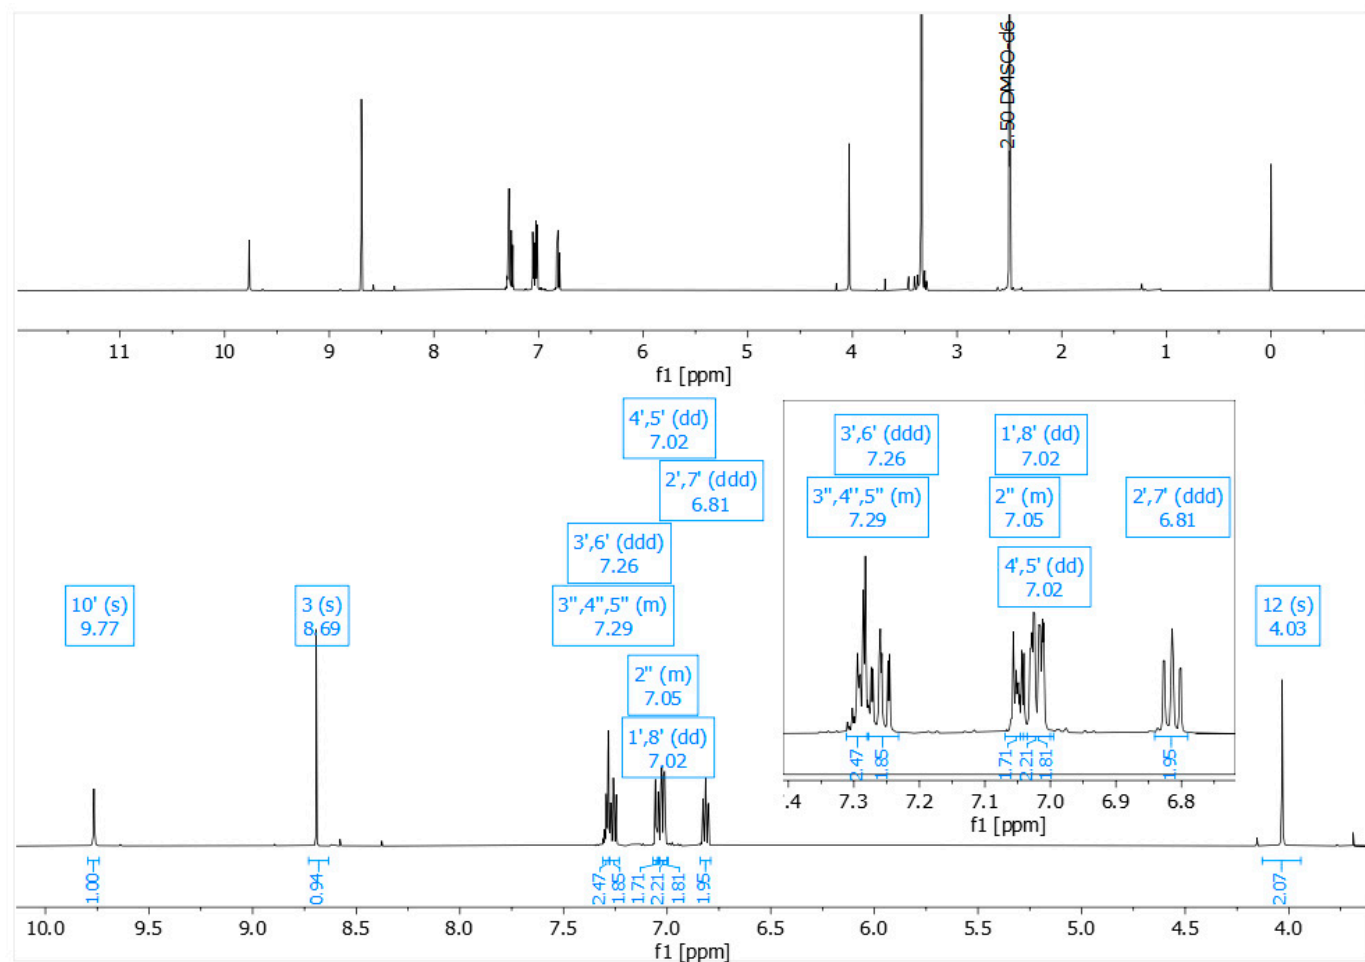 2.50 DMSO-d6
11 10 9 8 7 6 5 4 3 2 1 0
f1 [ppm]
4',5' (dd)
7.02
2',7' (ddd)
6.81
3',6' (ddd)
7.26
10' (s)
9.77
3 (s)
8.69
3'',4'',5'' (m)
7.29
2'' (m)
7.05
1',8' (dd)
7.02
3',6' (ddd)
7.26
1',8' (dd)
7.02
3'',4'',5'' (m)
7.29
2'' (m)
7.05
2',7' (ddd)
6.81
4',5' (dd)
7.02
12 (s)
4.03
2.47 1.85 1.71 2.21 1.81 1.95
.4 7.3 7.2 7.1 7.0 6.9 6.8
f1 [ppm]
1.00 0.94 2.47 1.85 1.71 2.21 1.81 1.95 2.07
10.0 9.5 9.0 8.5 8.0 7.5 7.0 6.5 6.0 5.5 5.0 4.5 4.0
f1 [ppm]